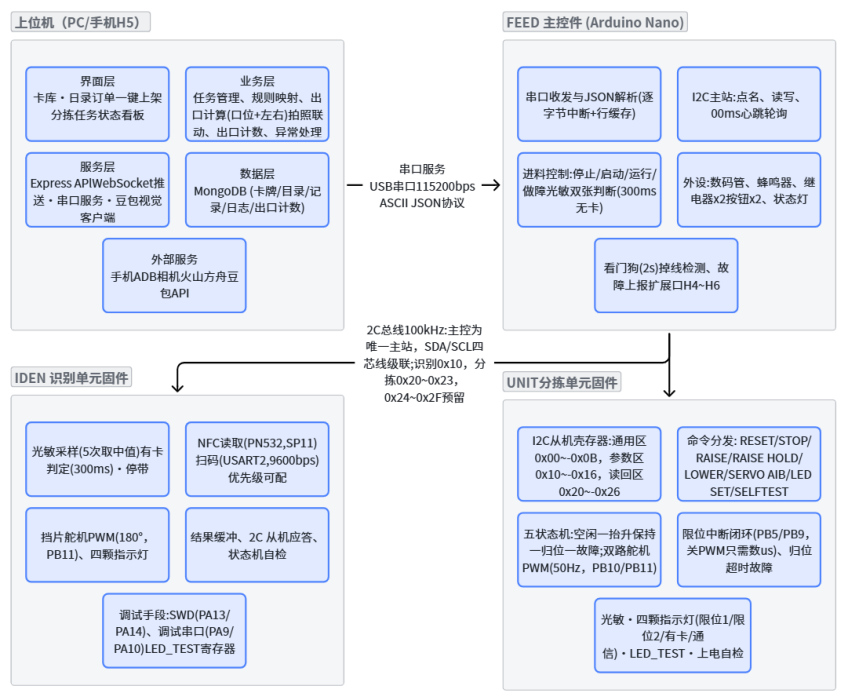 上位机（PC/手机H5）
界面层
卡库・日录订单一键上架
分拣任务状态看板
业务层
任务管理、规则映射、出
口计算(口位+左右)拍照联
动、出口计数、异常处理
服务层
Express APlWebSocket推
送・串口服务・豆包视觉
客户端
数据层
MongoDB (卡牌/目录/记
录/日志/出口计数)
外部服务
手机ADB相机火山方舟豆
包API
串口服务
USB串口115200bps
ASCII JSON协议
FEED 主控件 (Arduino Nano)
串口收发与JSON解析(逐
字节中断+行缓存)
I2C主站:点名、读写、
00ms心跳轮询
进料控制:停止/启动/运行/
做障光敏双张判断(300ms
无卡)
外设:数码管、蜂鸣器、继
电器x2按钮x2、状态灯
看门狗(2s)掉线检测、故
障上报扩展口H4~H6
2C总线100kHz:主控为
唯一主站，SDA/SCL四
芯线级联;识别0x10，分
拣0x20~0x23，
0x24~0x2F预留
IDEN 识别单元固件
光敏采样(5次取中值)有卡
判定(300ms)・停带
NFC读取(PN532,SP11)
扫码(USART2,9600bps)
优先级可配
挡片舵机PWM(180°，
PB11)、四颗指示灯
结果缓冲、2C 从机应答、
状态机自检
调试手段:SWD(PA13/
PA14)、调试串口(PA9/
PA10)LED_TEST寄存器
UNIT分拣单元固件
I2C从机壳存器:通用区
0x00~-0x0B，参数区
0x10~-0x16，读回区
0x20~-0x26
命令分发: RESET/STOP/
RAISE/RAISE HOLD/
LOWER/SERVO AIB/LED
SET/SELFTEST
五状态机:空闲一抬升保持
一归位一故障;双路舵机
PWM(50Hz，PB10/PB11)
限位中断闭环(PB5/PB9，
关PWM只需数us)、归位
超时故障
光敏・四颗指示灯(限位1/限
位2/有卡/通
信)・LED_TEST・上电自检